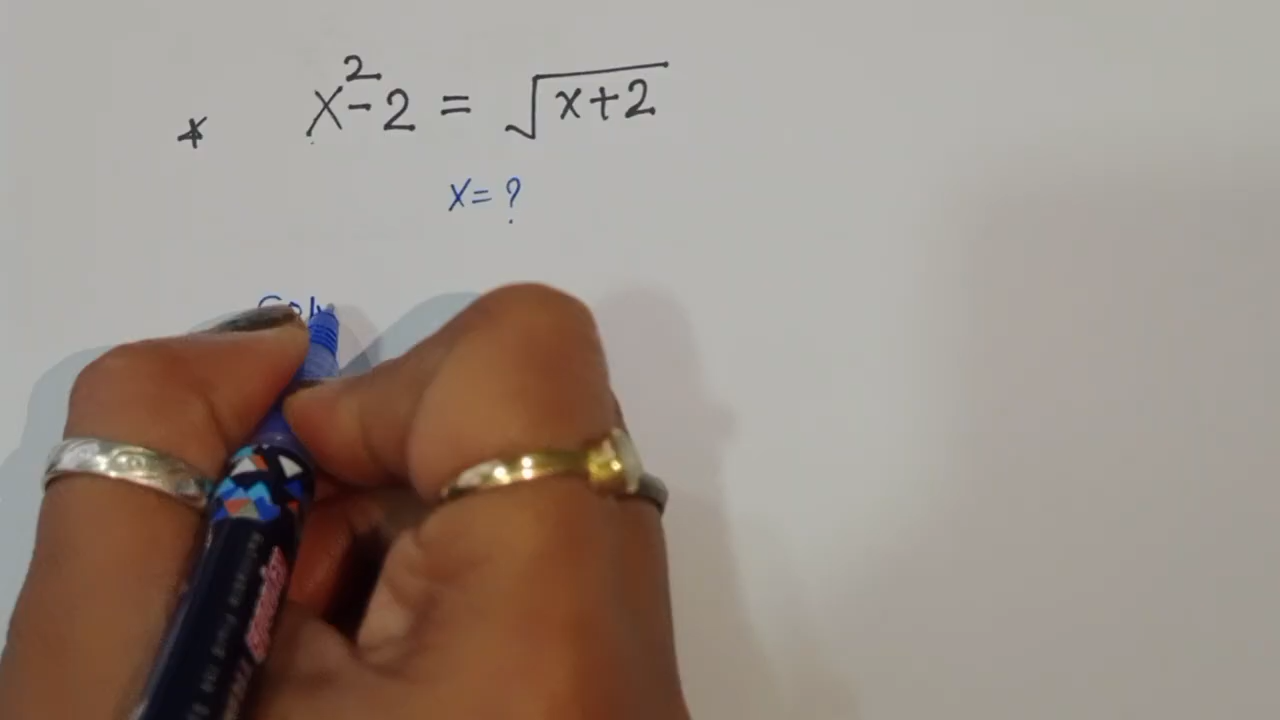 * x²-2 = √(x+2)
x= ?